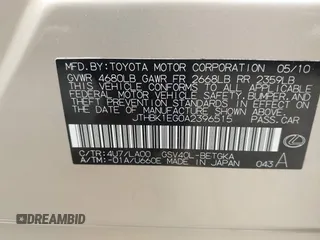 MFD.BY:TOYOTA MOTOR CORPORATION 05/10
GVWR 4680LB GAWR FR 2668LB RR 2359LB
THIS VEHICLE CONFORMS TO ALL APPLICABLE
FEDERAL MOTOR VEHICLE SAFETY, BUMPER, AND
THEFT PREVENTION STANDARDS IN EFFECT ON
THE DATE OF MANUFACTURE SHOWN ABOVE.
JTHBK1EG0A2396515 PASSENGER CAR
C/TR:4U7/LA00 GSV40L-BETGKA
A/TM:-01A/U660E MADE IN JAPAN 043 A
DREAMBID